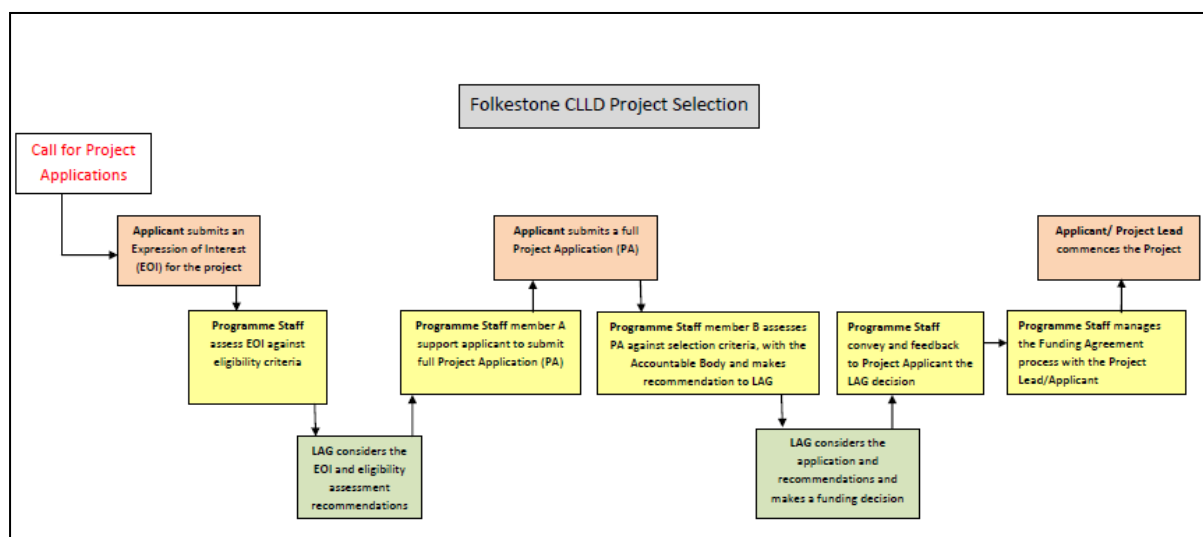 Folkestone CLLD Project Selection
Call for Project
Applications
Applicant submits an
Expression of Interest
(EOI) for the project
Programme Staff
assess EOI against
eligibility criteria
LAG considers the
EOI and eligibility
assessment
recommendations
Programme Staff member A
support applicant to submit
full Project Application (PA)
Applicant submits a full
Project Application (PA)
Programme Staff member B assesses
PA against selection criteria, with the
Accountable Body and makes
recommendation to LAG
LAG considers the
application and
recommendations and
makes a funding decision
Programme Staff
convey and feedback
to Project Applicant the
LAG decision
Programme Staff manages
the Funding Agreement
process with the Project
Lead/Applicant
Applicant/ Project Lead
commences the Project